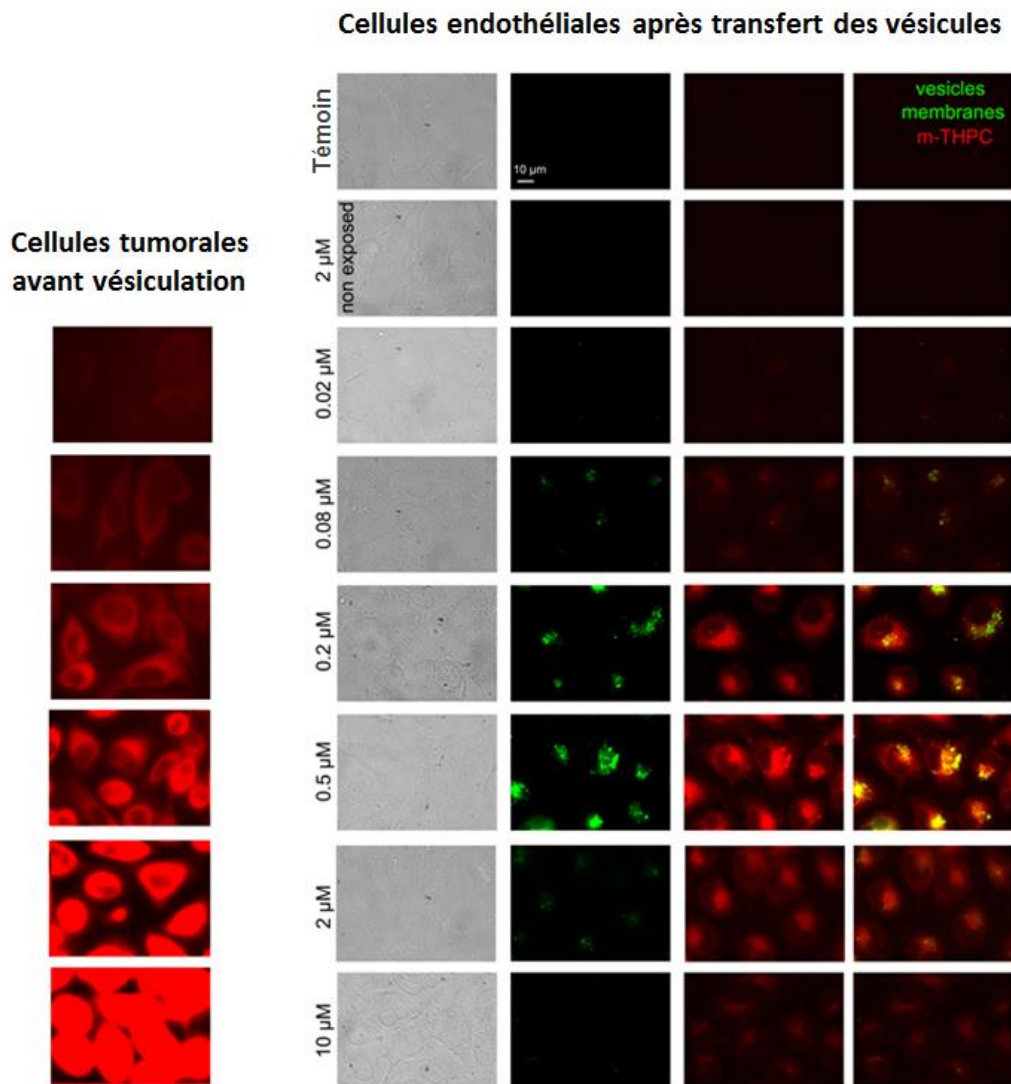 Cellules endothéliales après transfert des vésicules
vesicles
membranes
m-THPC
Témoin
10 µm
2 µM
non exposed
Cellules tumorales
avant vésiculation
0.02 µM
0.08 µM
0.2 µM
0.5 µM
2 µM
10 µM